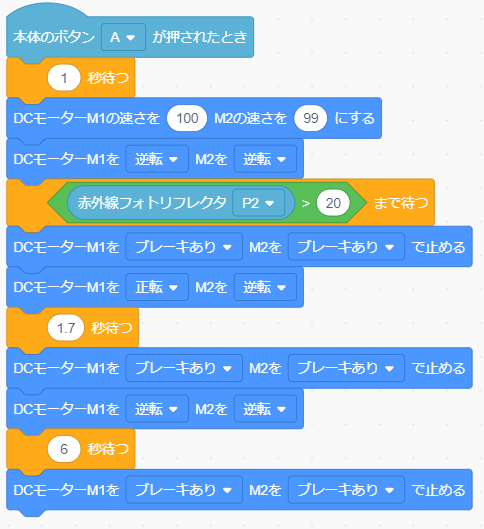 本体のボタン A が押されたとき
1 秒待つ
DCモーターM1の速さを 100 M2の速さを 99 にする
DCモーターM1を 逆転 M2を 逆転
赤外線フォトリフレクタ P2 > 20 まで待つ
DCモーターM1を ブレーキあり M2を ブレーキあり で止める
DCモーターM1を 正転 M2を 逆転
1.7 秒待つ
DCモーターM1を ブレーキあり M2を ブレーキあり で止める
DCモーターM1を 逆転 M2を 逆転
6 秒待つ
DCモーターM1を ブレーキあり M2を ブレーキあり で止める